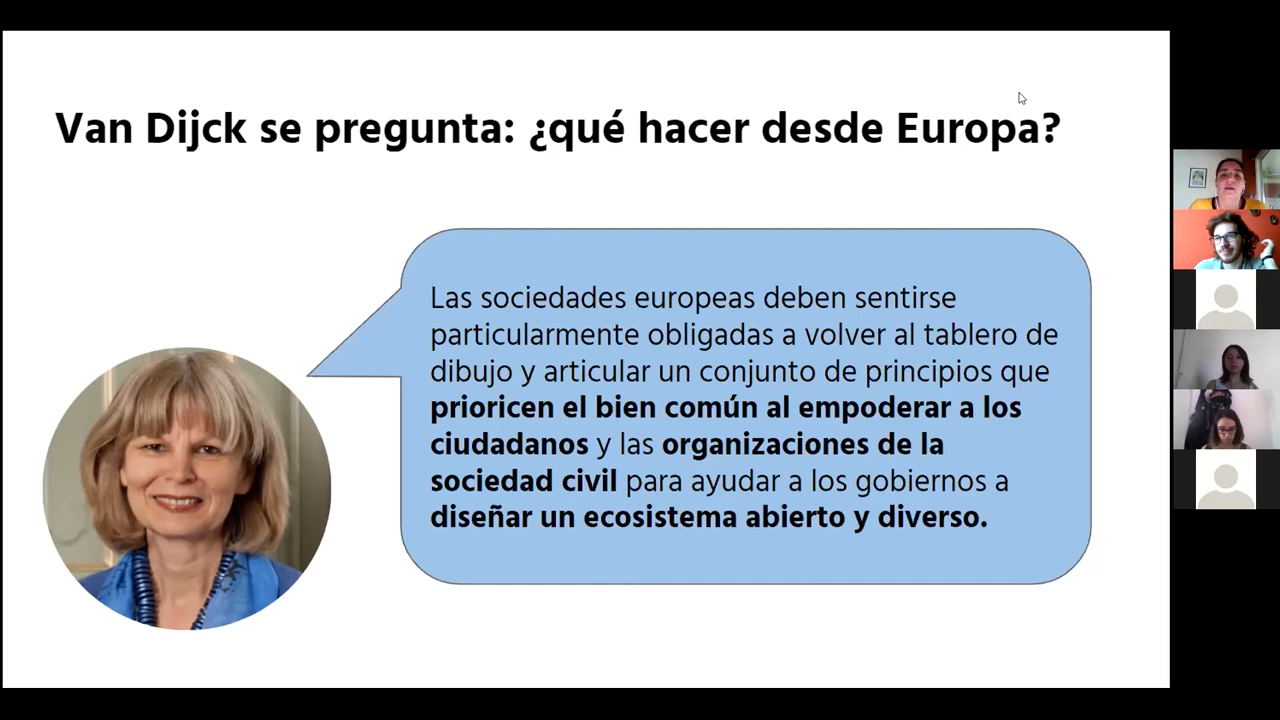 Van Dijck se pregunta: ¿qué hacer desde Europa?
Las sociedades europeas deben sentirse
particularmente obligadas a volver al tablero de
dibujo y articular un conjunto de principios que
prioricen el bien común al empoderar a los
ciudadanos y las organizaciones de la
sociedad civil para ayudar a los gobiernos a
diseñar un ecosistema abierto y diverso.